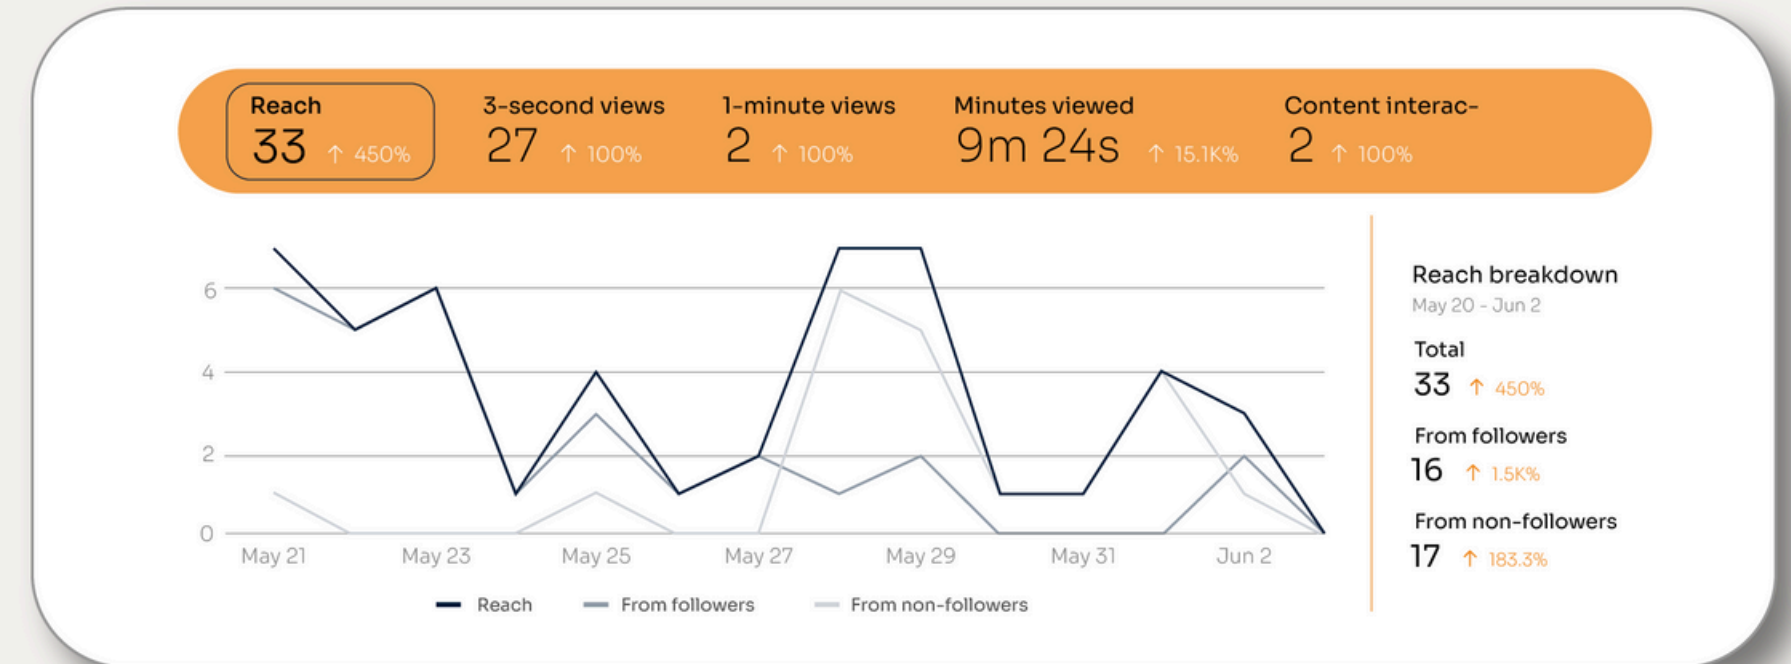 Reach
33 ↑ 450%
3-second views
27 ↑ 100%
1-minute views
2 ↑ 100%
Minutes viewed
9m 24s ↑ 15.1K%
Content interac-
2 ↑ 100%
6
4
2
0
May 21 May 23 May 25 May 27 May 29 May 31 Jun 2
Reach From followers From non-followers
Reach breakdown
May 20 - Jun 2
Total
33 ↑ 450%
From followers
16 ↑ 1.5K%
From non-followers
17 ↑ 183.3%